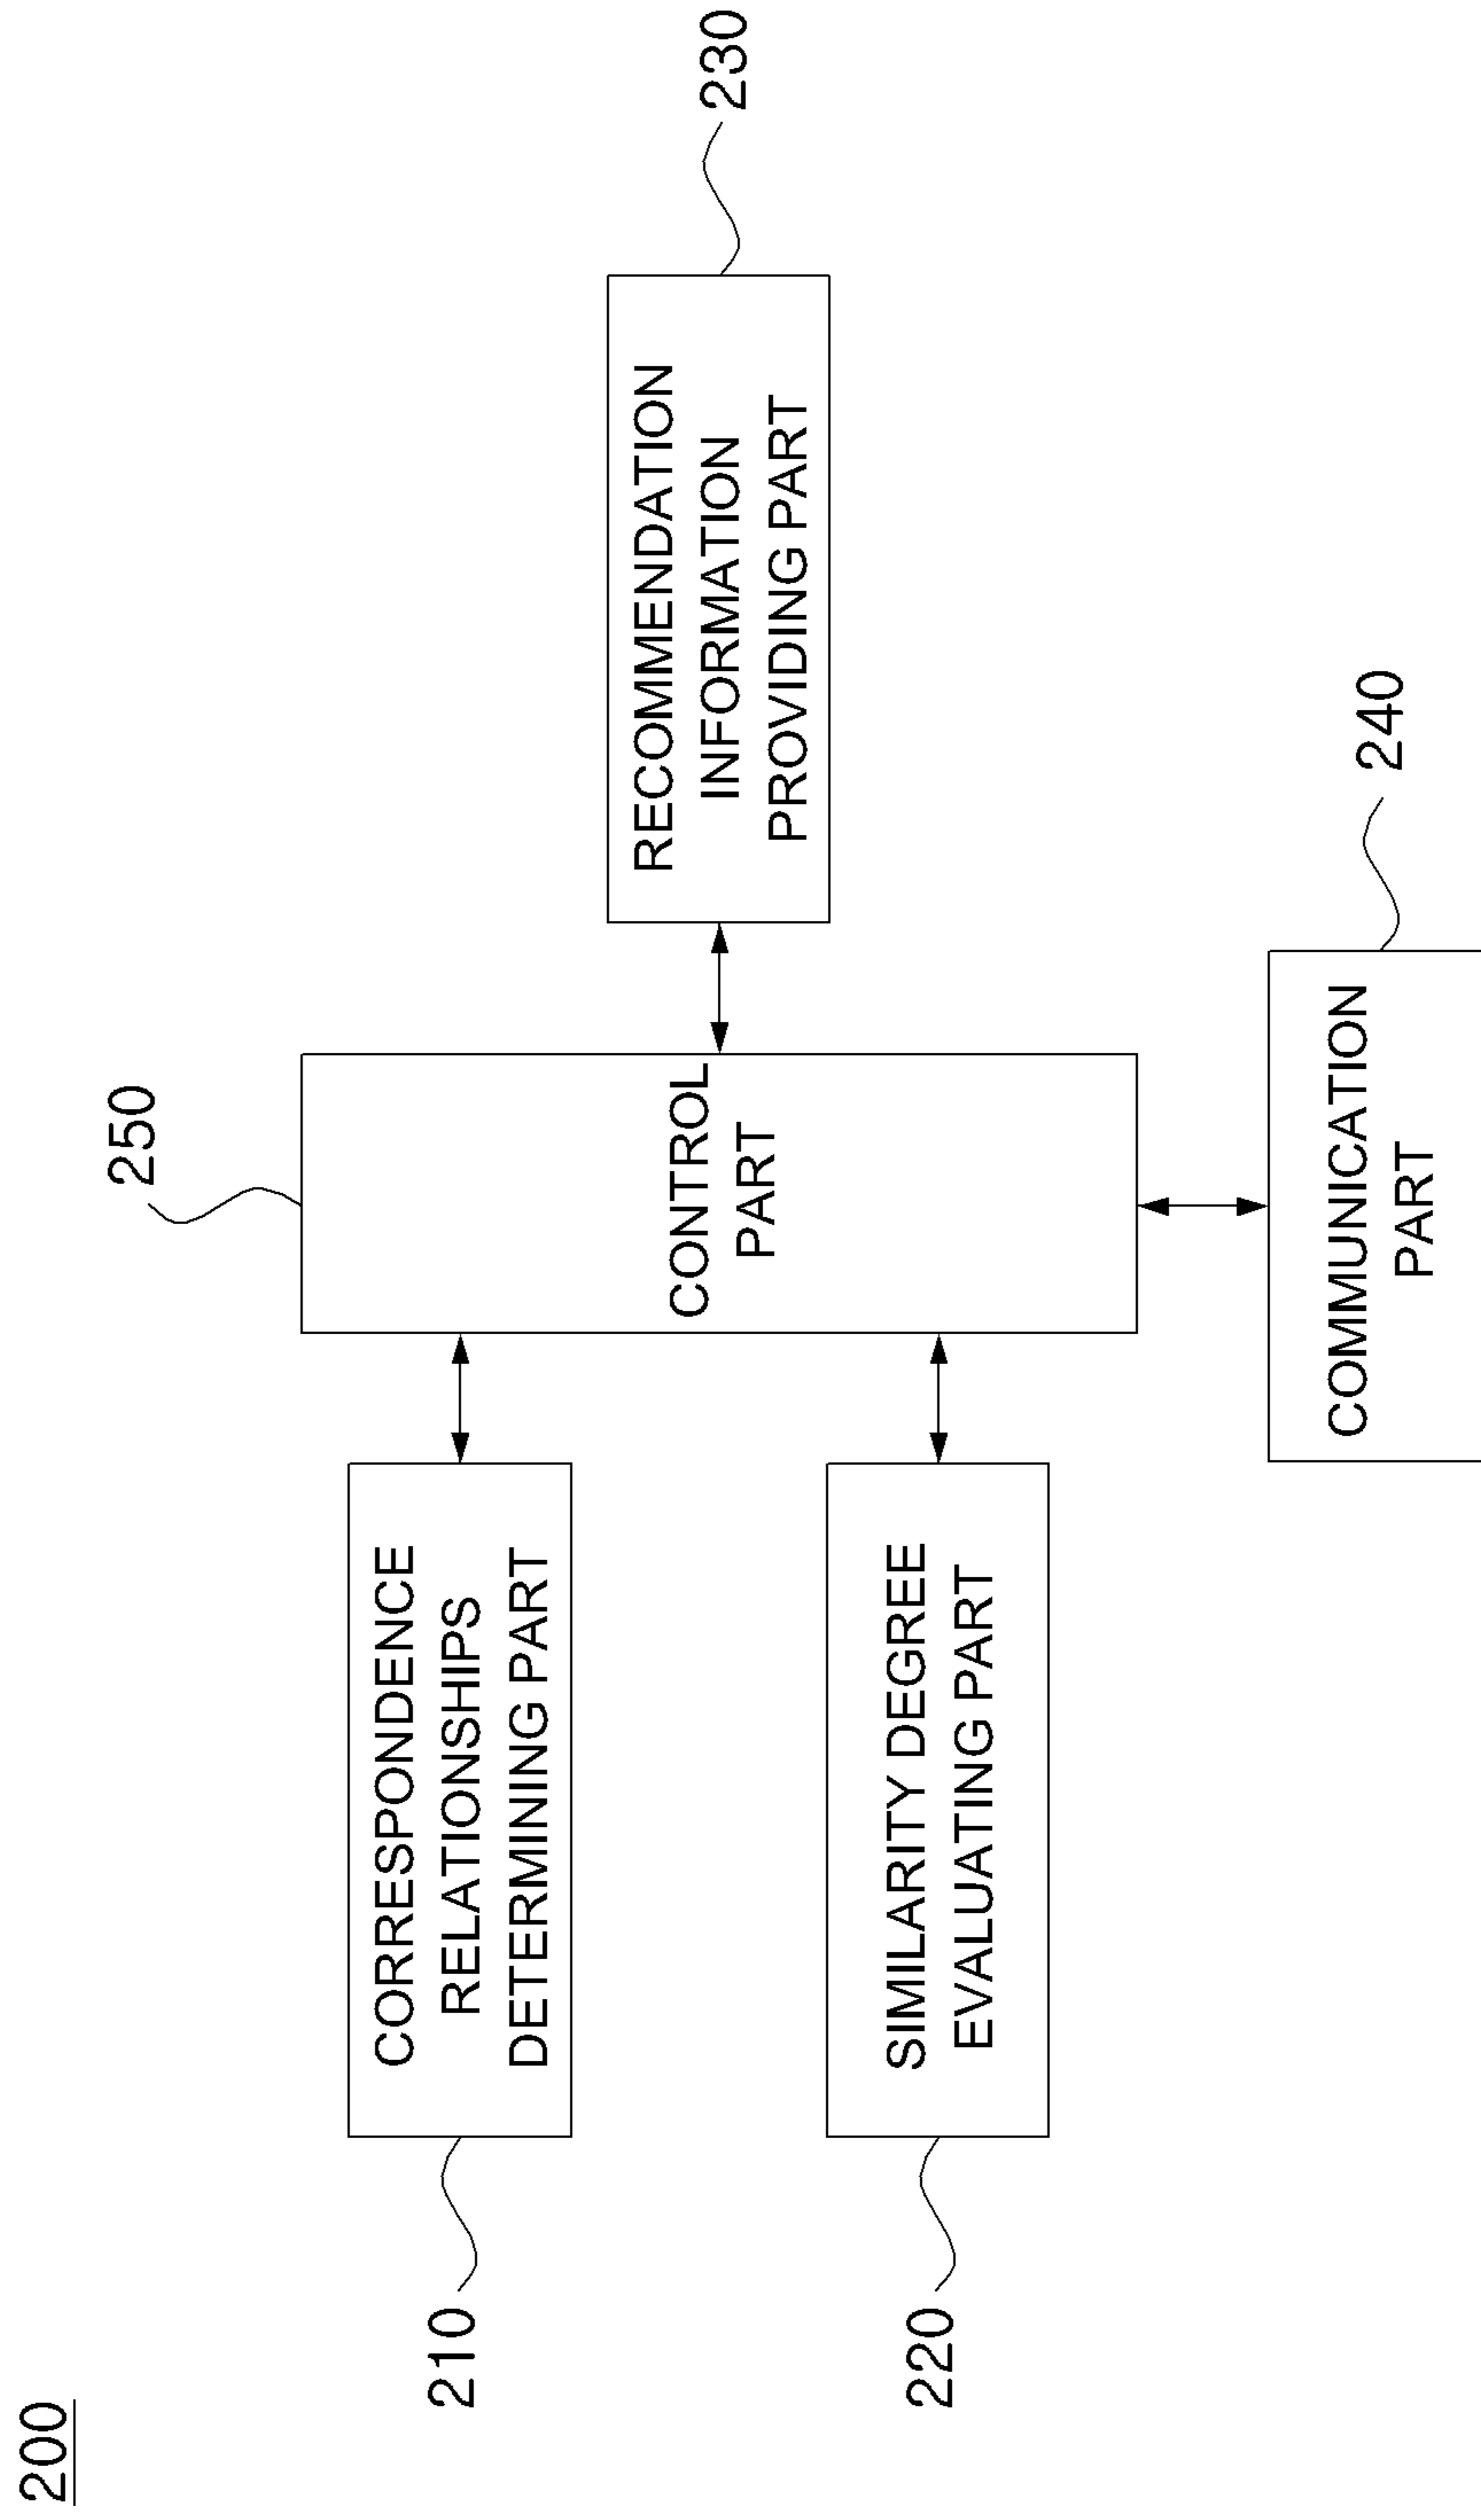 200
250
210
CORRESPONDENCE
RELATIONSHIPS
DETERMINING PART
CONTROL
PART
RECOMMENDATION
INFORMATION
PROVIDING PART
230
220
SIMILARITY DEGREE
EVALUATING PART
COMMUNICATION
PART
240